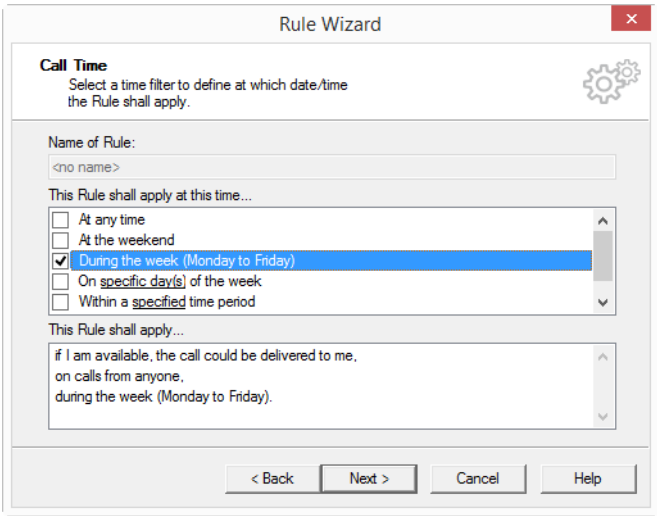 Rule Wizard
Call Time
Select a time filter to define at which date/time
the Rule shall apply.
Name of Rule:
<no name>
This Rule shall apply at this time...
At any time
At the weekend
During the week (Monday to Friday)
On specific day(s) of the week
Within a specified time period
This Rule shall apply...
if I am available, the call could be delivered to me,
on calls from anyone,
during the week (Monday to Friday).
< Back Next > Cancel Help